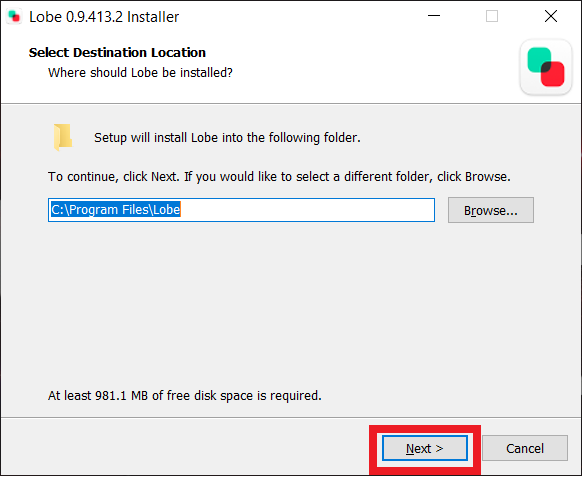 Lobe 0.9.413.2 Installer
Select Destination Location
Where should Lobe be installed?
Setup will install Lobe into the following folder.
To continue, click Next. If you would like to select a different folder, click Browse.
C:\Program Files\Lobe
Browse...
At least 981.1 MB of free disk space is required.
Next >
Cancel